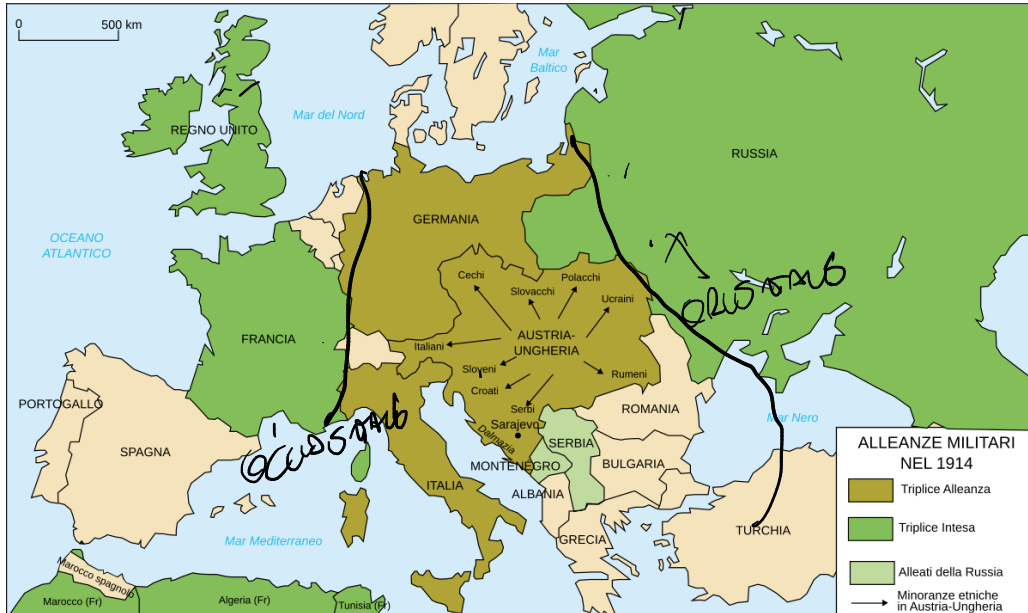 0
500 km
Mar
Baltico
Mar del Nord
REGNO UNITO
RUSSIA
GERMANIA
OCEANO
ATLANTICO
Cechi
Polacchi
Slovacchi
Ucraini
ORIENTALE
FRANCIA
AUSTRIA-
UNGHERIA
Italiani
Sloveni
Rumeni
Croati
PORTOGALLO
Serbi
ROMANIA
Mar Nero
OCCIDENTALE
Sarajevo
Dalmazia
SERBIA
SPAGNA
MONTENEGRO
BULGARIA
ITALIA
ALBANIA
TURCHIA
GRECIA
Mar Mediterraneo
Marocco spagnolo
Marocco (Fr)
Algeria (Fr)
Tunisia (Fr)
ALLEANZE MILITARI
NEL 1914
Triplice Alleanza
Triplice Intesa
Alleati della Russia
Minoranze etniche
in Austria-Ungheria